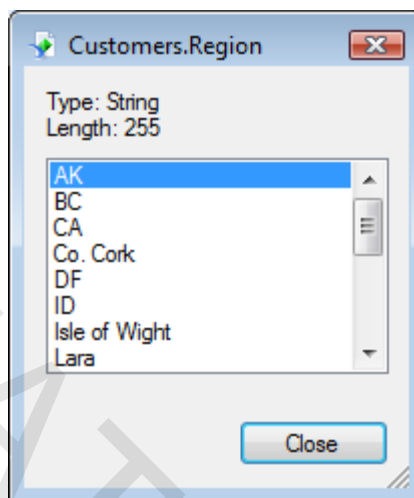 Customers.Region
Type: String
Length: 255
AK
BC
CA
Co. Cork
DF
ID
Isle of Wight
Lara
Close